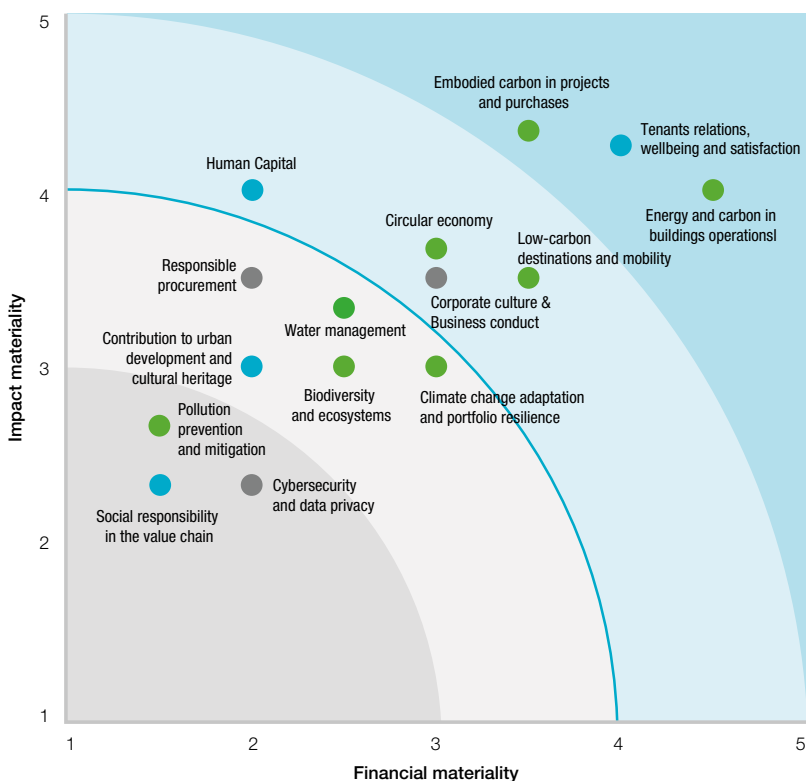 5
Embodied carbon in projects
and purchases
Tenants relations,
wellbeing and satisfaction
Human Capital
4
Energy and carbon in
buildings operationsl
Circular economy
Low-carbon
destinations and mobility
Responsible
procurement
Corporate culture &
Business conduct
Water management
Contribution to urban
development and
cultural heritage
3
Biodiversity
and ecosystems
Climate change adaptation
and portfolio resilience
Pollution
prevention
and mitigation
Cybersecurity
and data privacy
Social responsibility
in the value chain
2
1
Impact materiality
1
2
3
4
5
Financial materiality